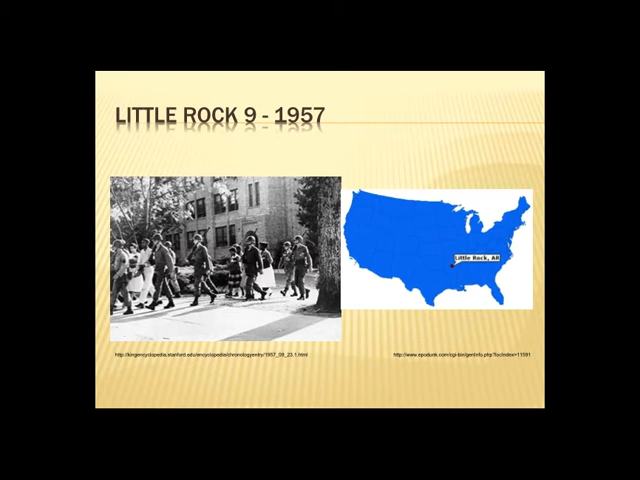 LITTLE ROCK 9 - 1957
Little Rock, AR
http://kingencyclopedia.stanford.edu/encyclopedia/chronologyentry/1957_09_23.1.html
http://www.epodunk.com/cgi-bin/genInfo.php?locIndex=11591